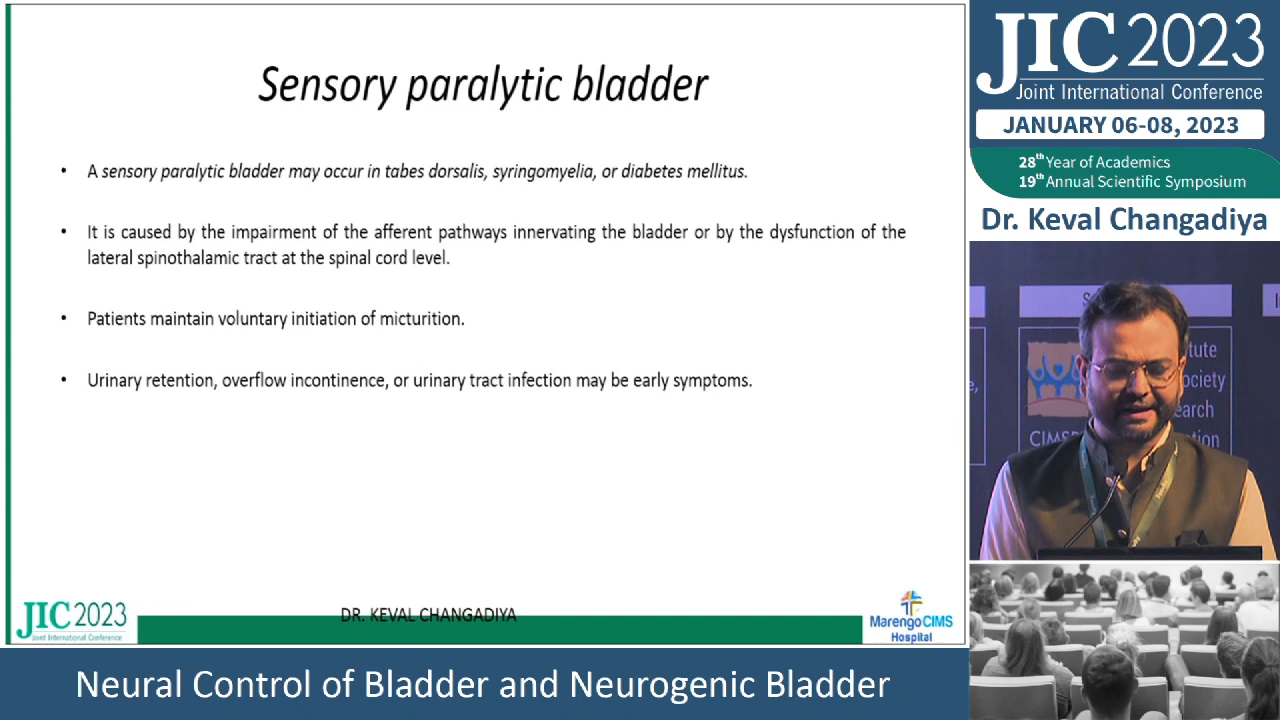 Sensory paralytic bladder
• A sensory paralytic bladder may occur in tabes dorsalis, syringomyelia, or diabetes mellitus.
• It is caused by the impairment of the afferent pathways innervating the bladder or by the dysfunction of the
lateral spinothalamic tract at the spinal cord level.
• Patients maintain voluntary initiation of micturition.
• Urinary retention, overflow incontinence, or urinary tract infection may be early symptoms.
JIC 2023
Joint International Conference
DR. KEVAL CHANGADIYA
MarengoCIMS
Hospital
Neural Control of Bladder and Neurogenic Bladder
JIC 2023
Joint International Conference
JANUARY 06-08, 2023
28th Year of Academics
19th Annual Scientific Symposium
Dr. Keval Changadiya